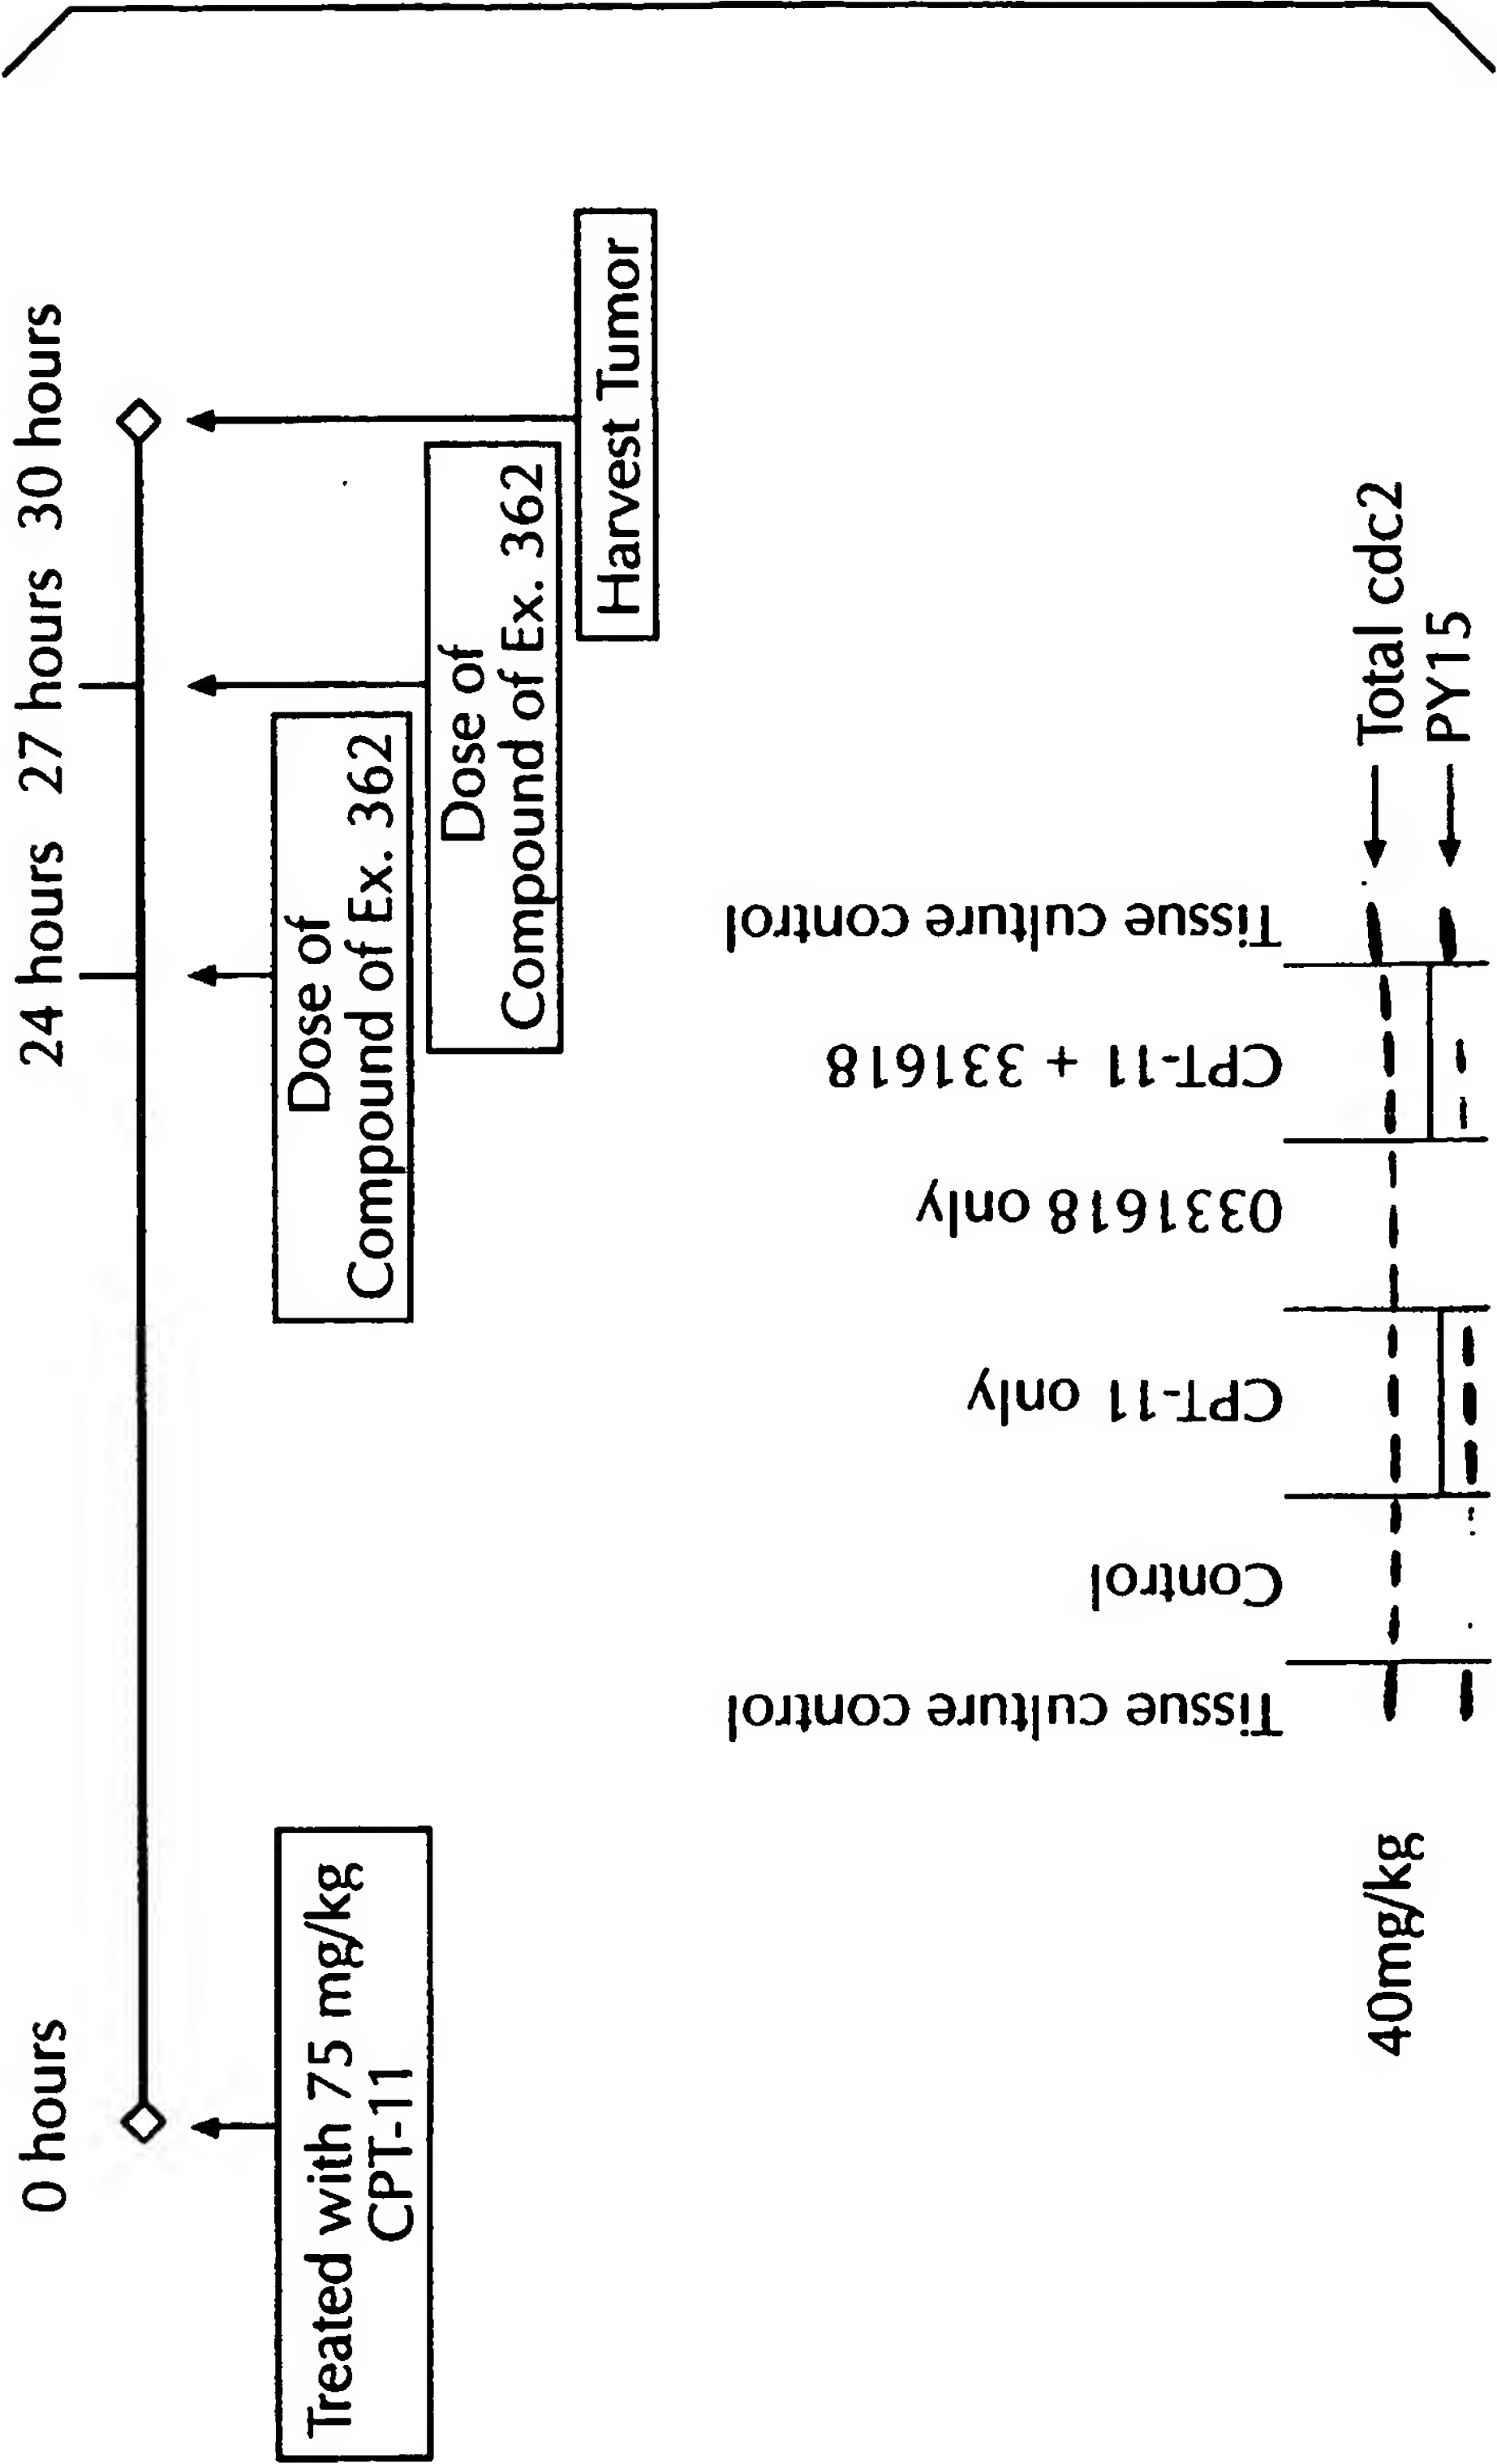 0 hours
24 hours
27 hours
30 hours
Treated with 75 mg/kg
CPT-11
Dose of
Compound of Ex. 362
Dose of
Compound of Ex. 362
Harvest Tumor
Tissue culture control
Control
CPT-11 only
0331618 only
CPT-11 + 331618
Tissue culture control
40mg/kg
Total cdc2
PY15